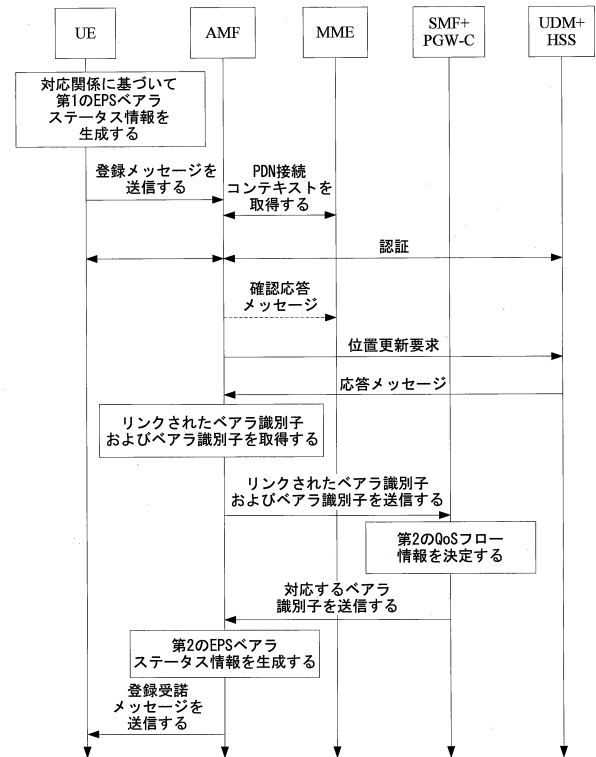 UE
AMF
MME
SMF+
PGW-C
UDM+
HSS
対応関係に基づいて
第1のEPSベアラ
ステータス情報を
生成する
登録メッセージを
送信する
PDN接続
コンテキストを
取得する
認証
確認応答
メッセージ
位置更新要求
応答メッセージ
リンクされたベアラ識別子
およびベアラ識別子を取得する
リンクされたベアラ識別子
およびベアラ識別子を送信する
第2のQoSフロー
情報を決定する
対応するベアラ
識別子を送信する
第2のEPSベアラ
ステータス情報を生成する
登録受諾
メッセージを
送信する